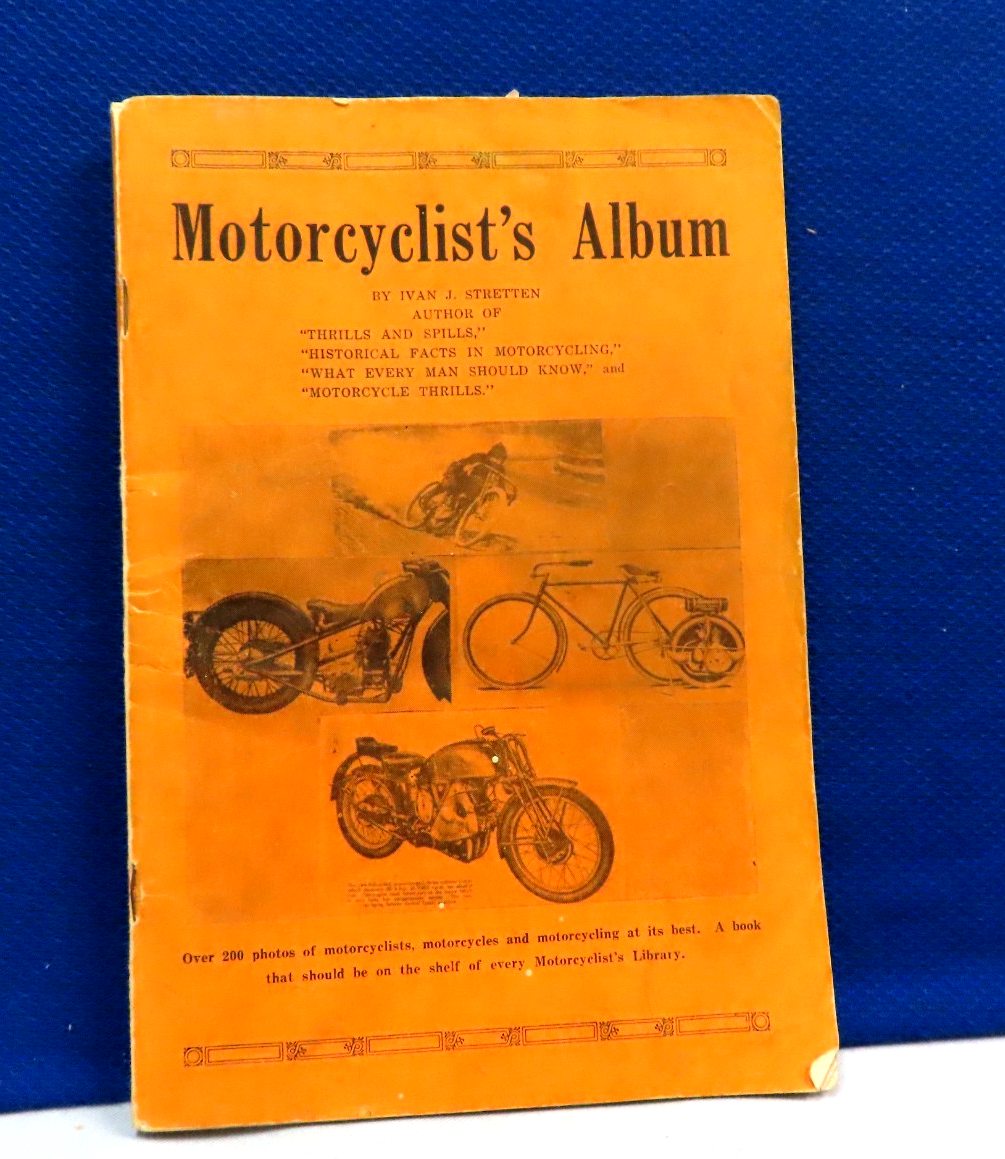 Motorcyclist's Album
BY IVAN J. STRETTEN
AUTHOR OF
"THRILLS AND SPILLS,"
"HISTORICAL FACTS IN MOTORCYCLING,"
"WHAT EVERY MAN SHOULD KNOW," and
"MOTORCYCLE THRILLS."
Over 200 photos of motorcyclists, motorcycles and motorcycling at its best. A book
that should be on the shelf of every Motorcyclist's Library.